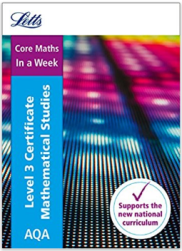 Letts
Core Maths
In a Week
Level 3 Certificate
Mathematical Studies
AQA
Supports the
new national
curriculum